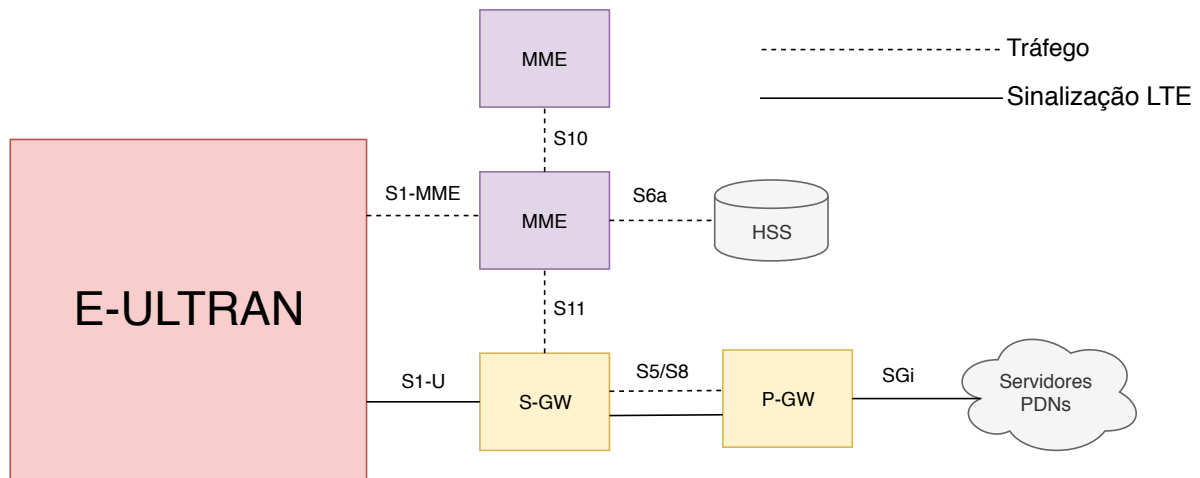 MME
Tráfego
Sinalização LTE
S10
S1-MME
MME
S6a
HSS
E-ULTRAN
S11
S1-U
S-GW
S5/S8
P-GW
SGi
Servidores
PDNs